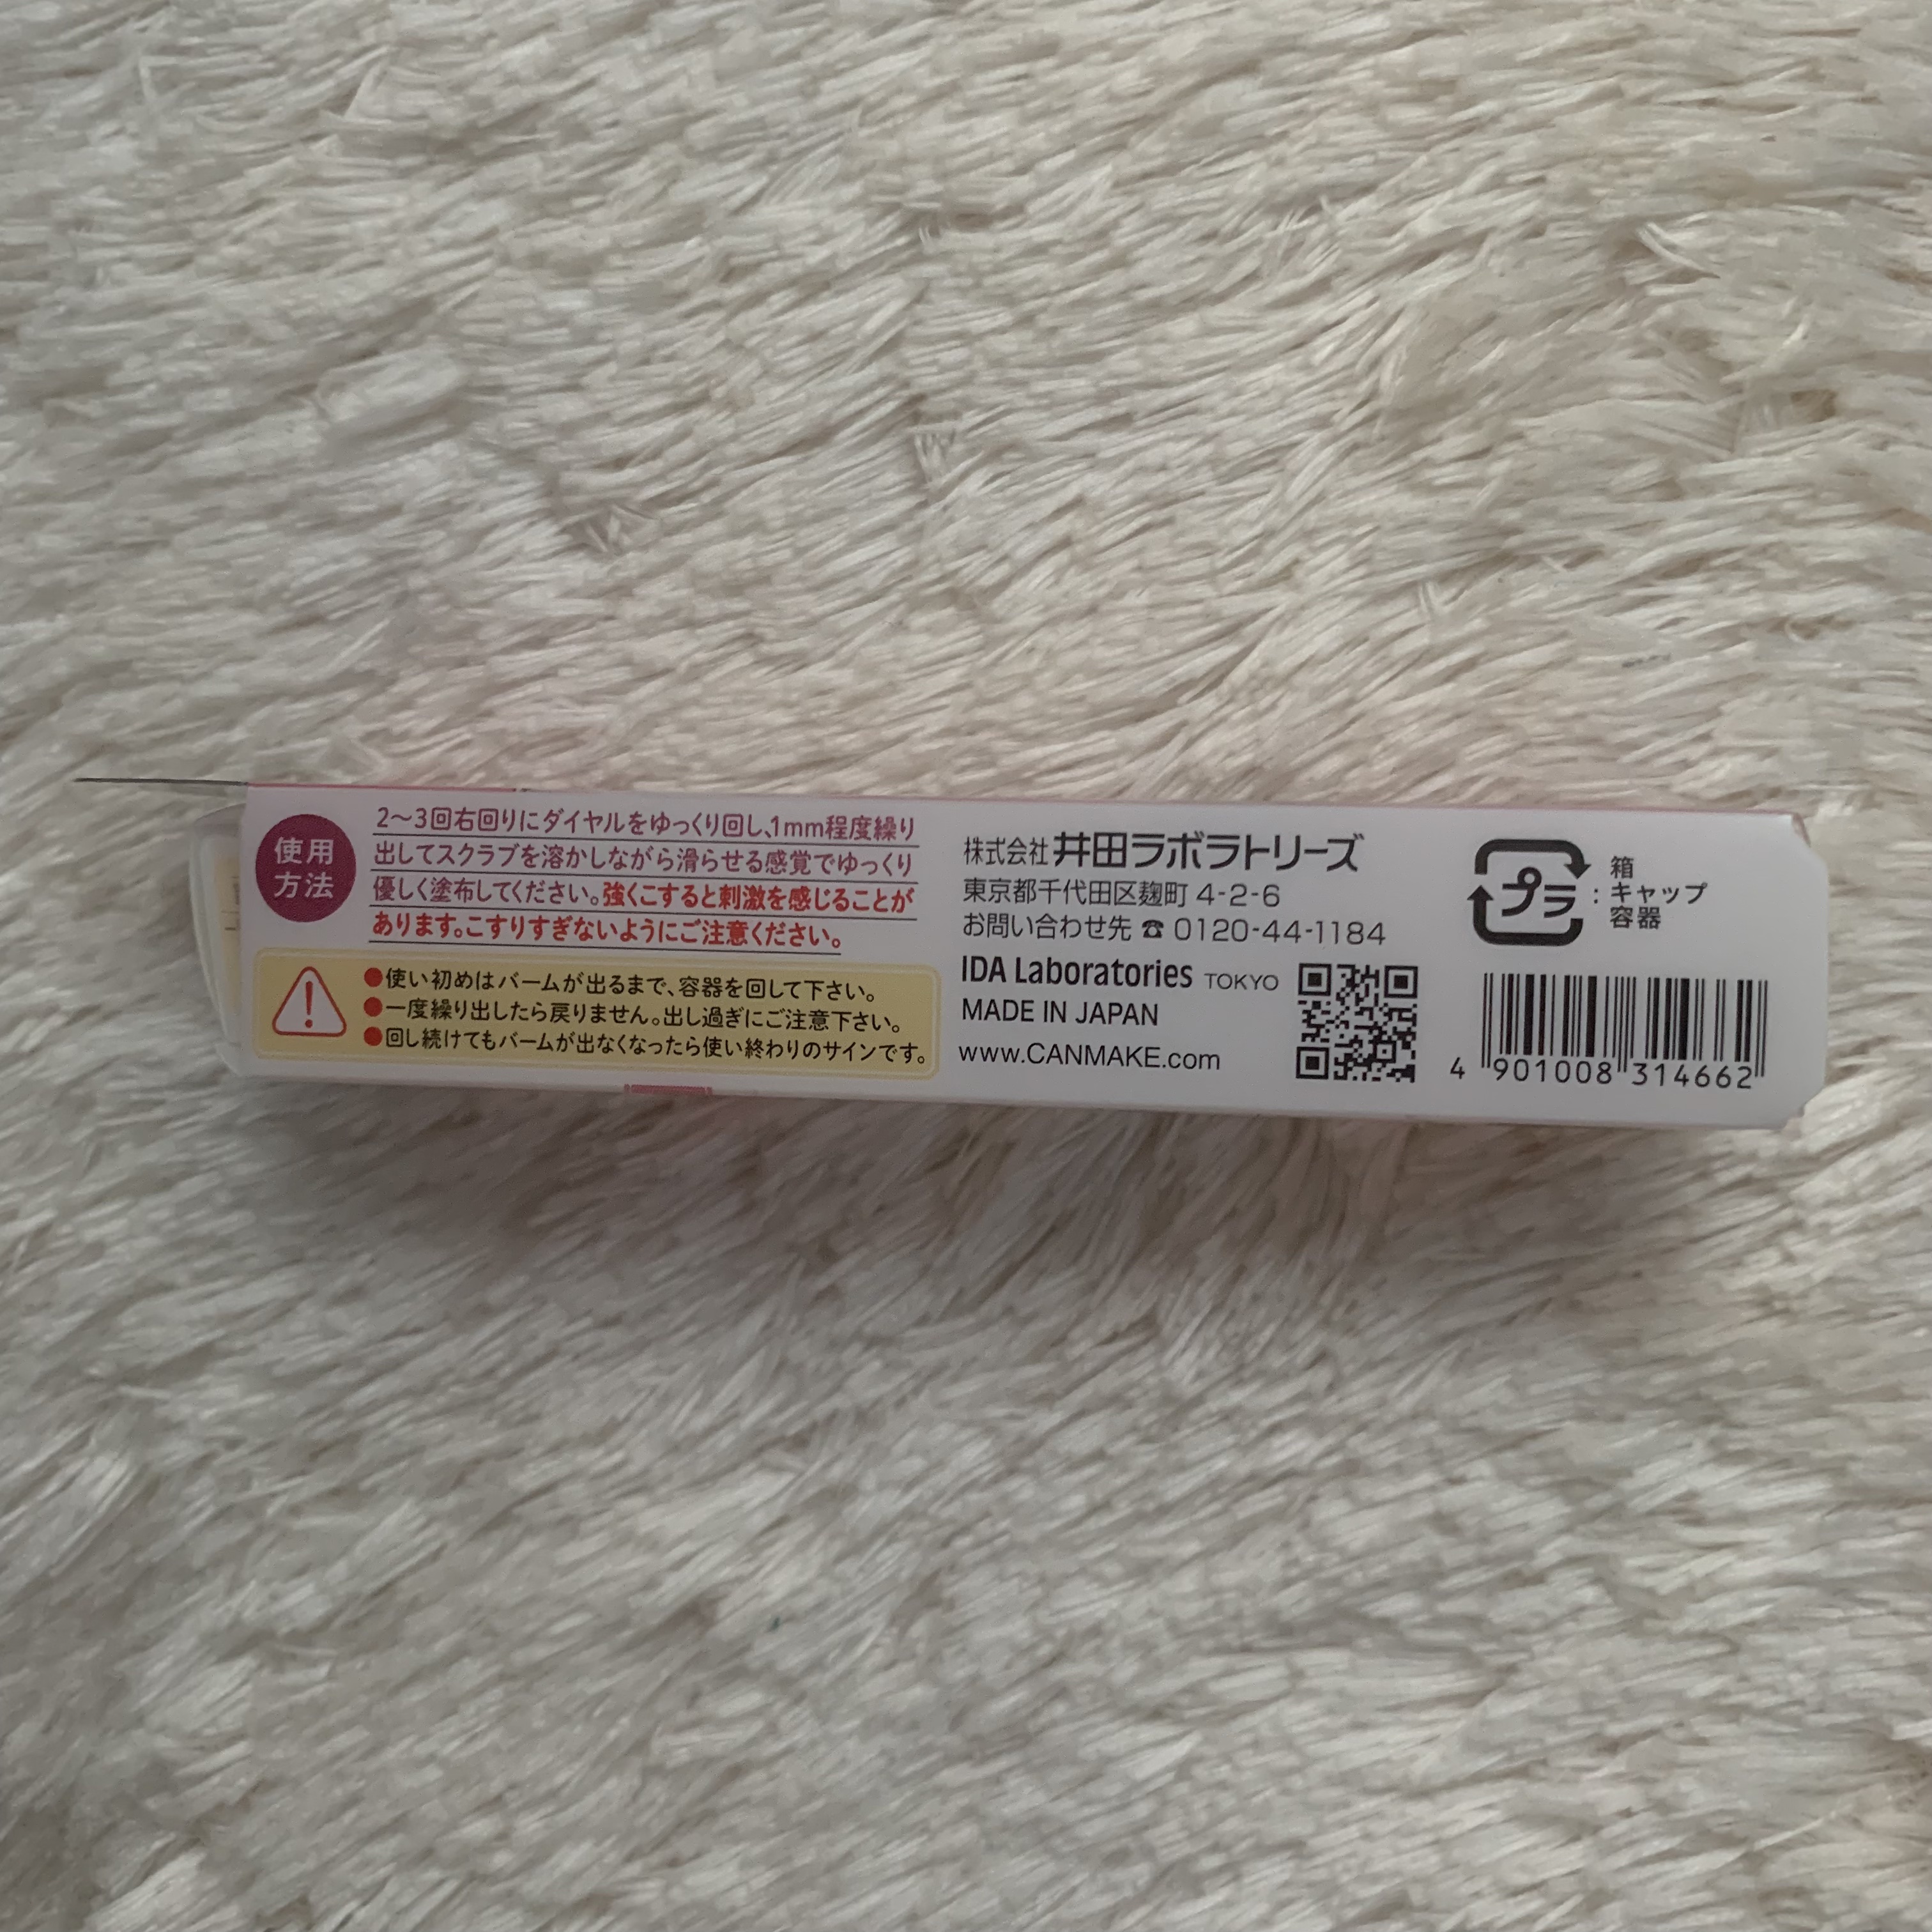 使用
方法
2〜3回右回りにダイヤルをゆっくり回し、1mm程度繰り
出してスクラブを溶かしながら滑らせる感覚でゆっくり
優しく塗布してください。強くこすると刺激を感じることが
あります。こすりすぎないようにご注意ください。
●使い初めはバームが出るまで、容器を回して下さい。
●一度繰り出したら戻りません。出し過ぎにご注意下さい。
●回し続けてもバームが出なくなったら使い終わりのサインです。
株式会社 井田ラボラトリーズ
東京都千代田区麹町 4-2-6
お問い合わせ先 ☎ 0120-44-1184
IDA Laboratories TOKYO
MADE IN JAPAN
www.CANMAKE.com
プラ
箱
: キャップ
容器
4 901008 314662